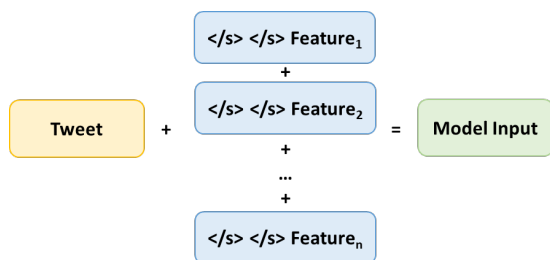 </s> </s> Feature₁
+
Tweet + </s> </s> Feature₂ = Model Input
+
...
+
</s> </s> Featureₙ